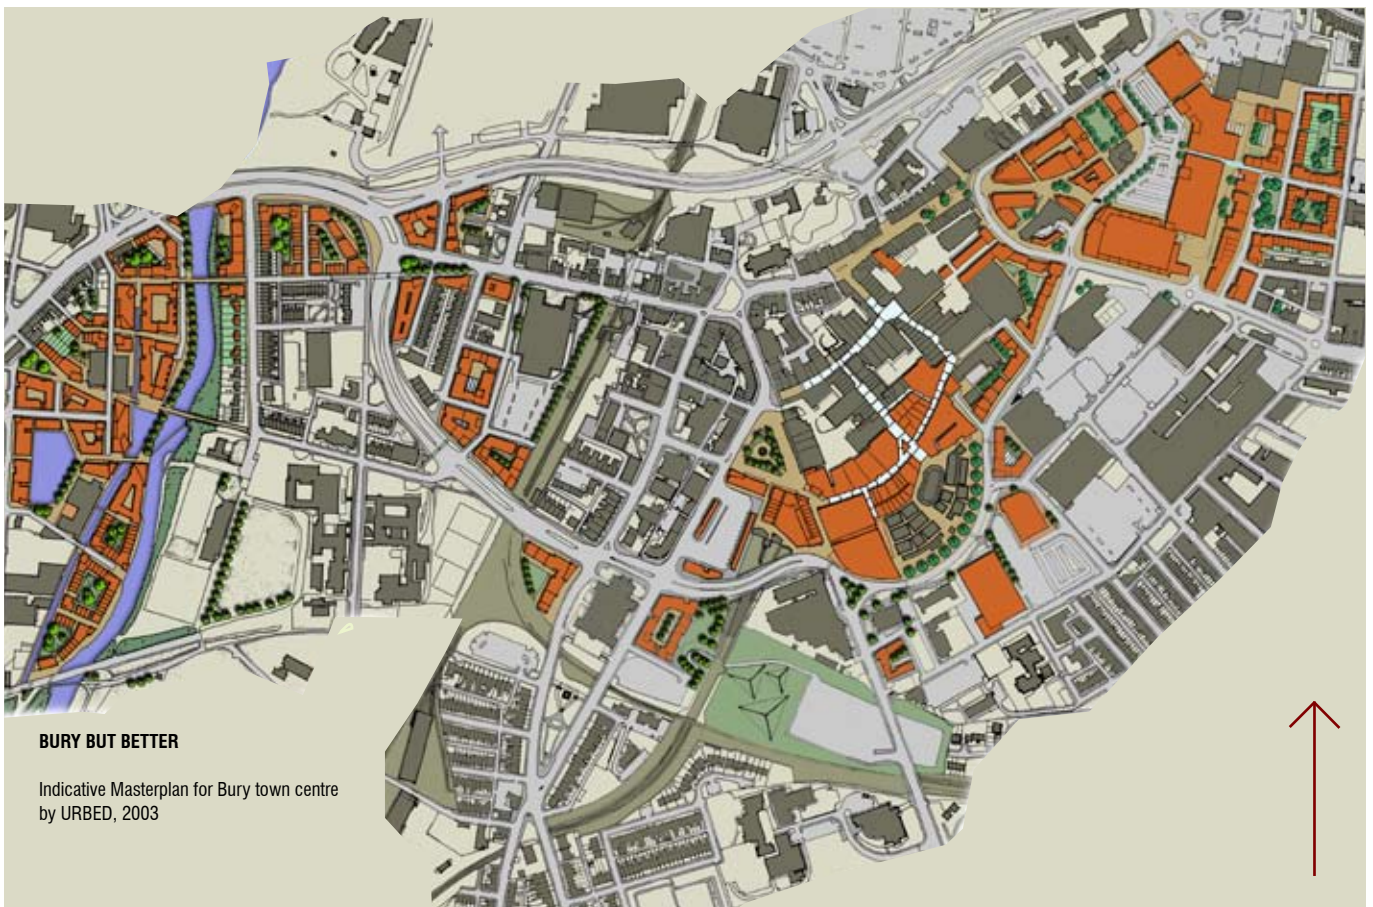 BURY BUT BETTER
Indicative Masterplan for Bury town centre
by URBED, 2003